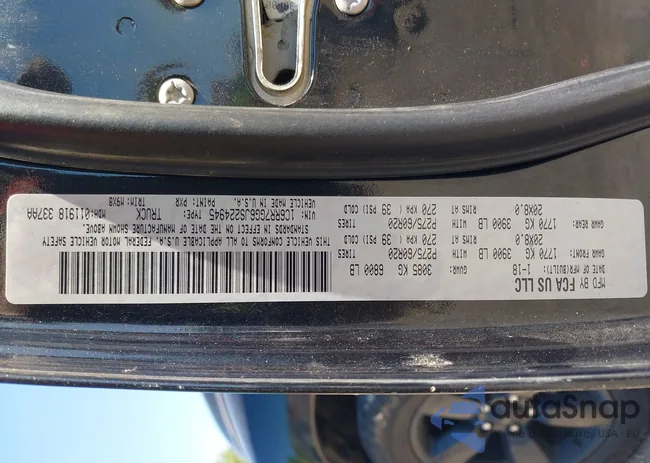 MFD BY FCA US LLC
DATE OF MFR(BUILT): 1-18 GVWR: 3085 KG 6800 LB
GAWR FRONT: 1770 KG 3900 LB WITH P275/60R20 TIRES
20X8.0 RIMS AT 270 KPA ( 39 PSI COLD
GAWR REAR: 1770 KG 3900 LB WITH P275/60R20 TIRES
20X8.0 RIMS AT 270 KPA ( 39 PSI COLD
THIS VEHICLE CONFORMS TO ALL APPLICABLE U.S.A. FEDERAL MOTOR VEHICLE SAFETY
STANDARDS IN EFFECT ON THE DATE OF MANUFACTURE SHOWN ABOVE.
VIN: 1C6RR7GG6JS224945 TRUCK MDH:011918 337AA
VEHICLE MADE IN U.S.A. PAINT: PXR TRIM: M9X8
autoSnap